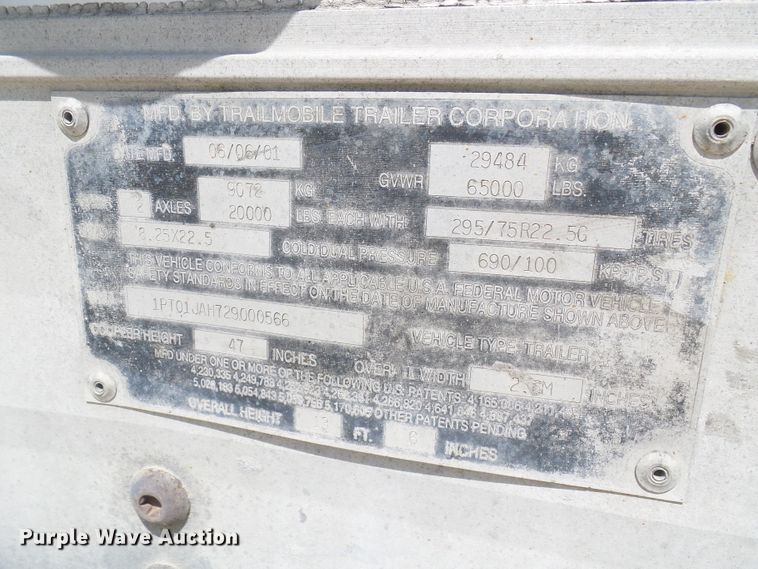 MFD. BY TRAILMOBILE TRAILER CORPORATION
DATE MFD. 06/06/01 GVWR 29484 KG
65000 LBS.
2 AXLES 9072 KG
20000 LBS. EACH WITH 295/75R22.5G TIRES
8.25X22.5 COLD DUAL PRESSURE 690/100 KPA/P.S.I.
THIS VEHICLE CONFORMS TO ALL APPLICABLE U.S.A. FEDERAL MOTOR VEHICLE
SAFETY STANDARDS IN EFFECT ON THE DATE OF MANUFACTURE SHOWN ABOVE
1PT01JAH729000566 VEHICLE TYPE: TRAILER
COUPLER HEIGHT 47 INCHES OVERALL WIDTH 2.6M INCHES
MFD UNDER ONE OR MORE OF THE FOLLOWING U.S. PATENTS
OTHER PATENTS PENDING
OVERALL HEIGHT 13 FT. 6 INCHES
Purple Wave Auction